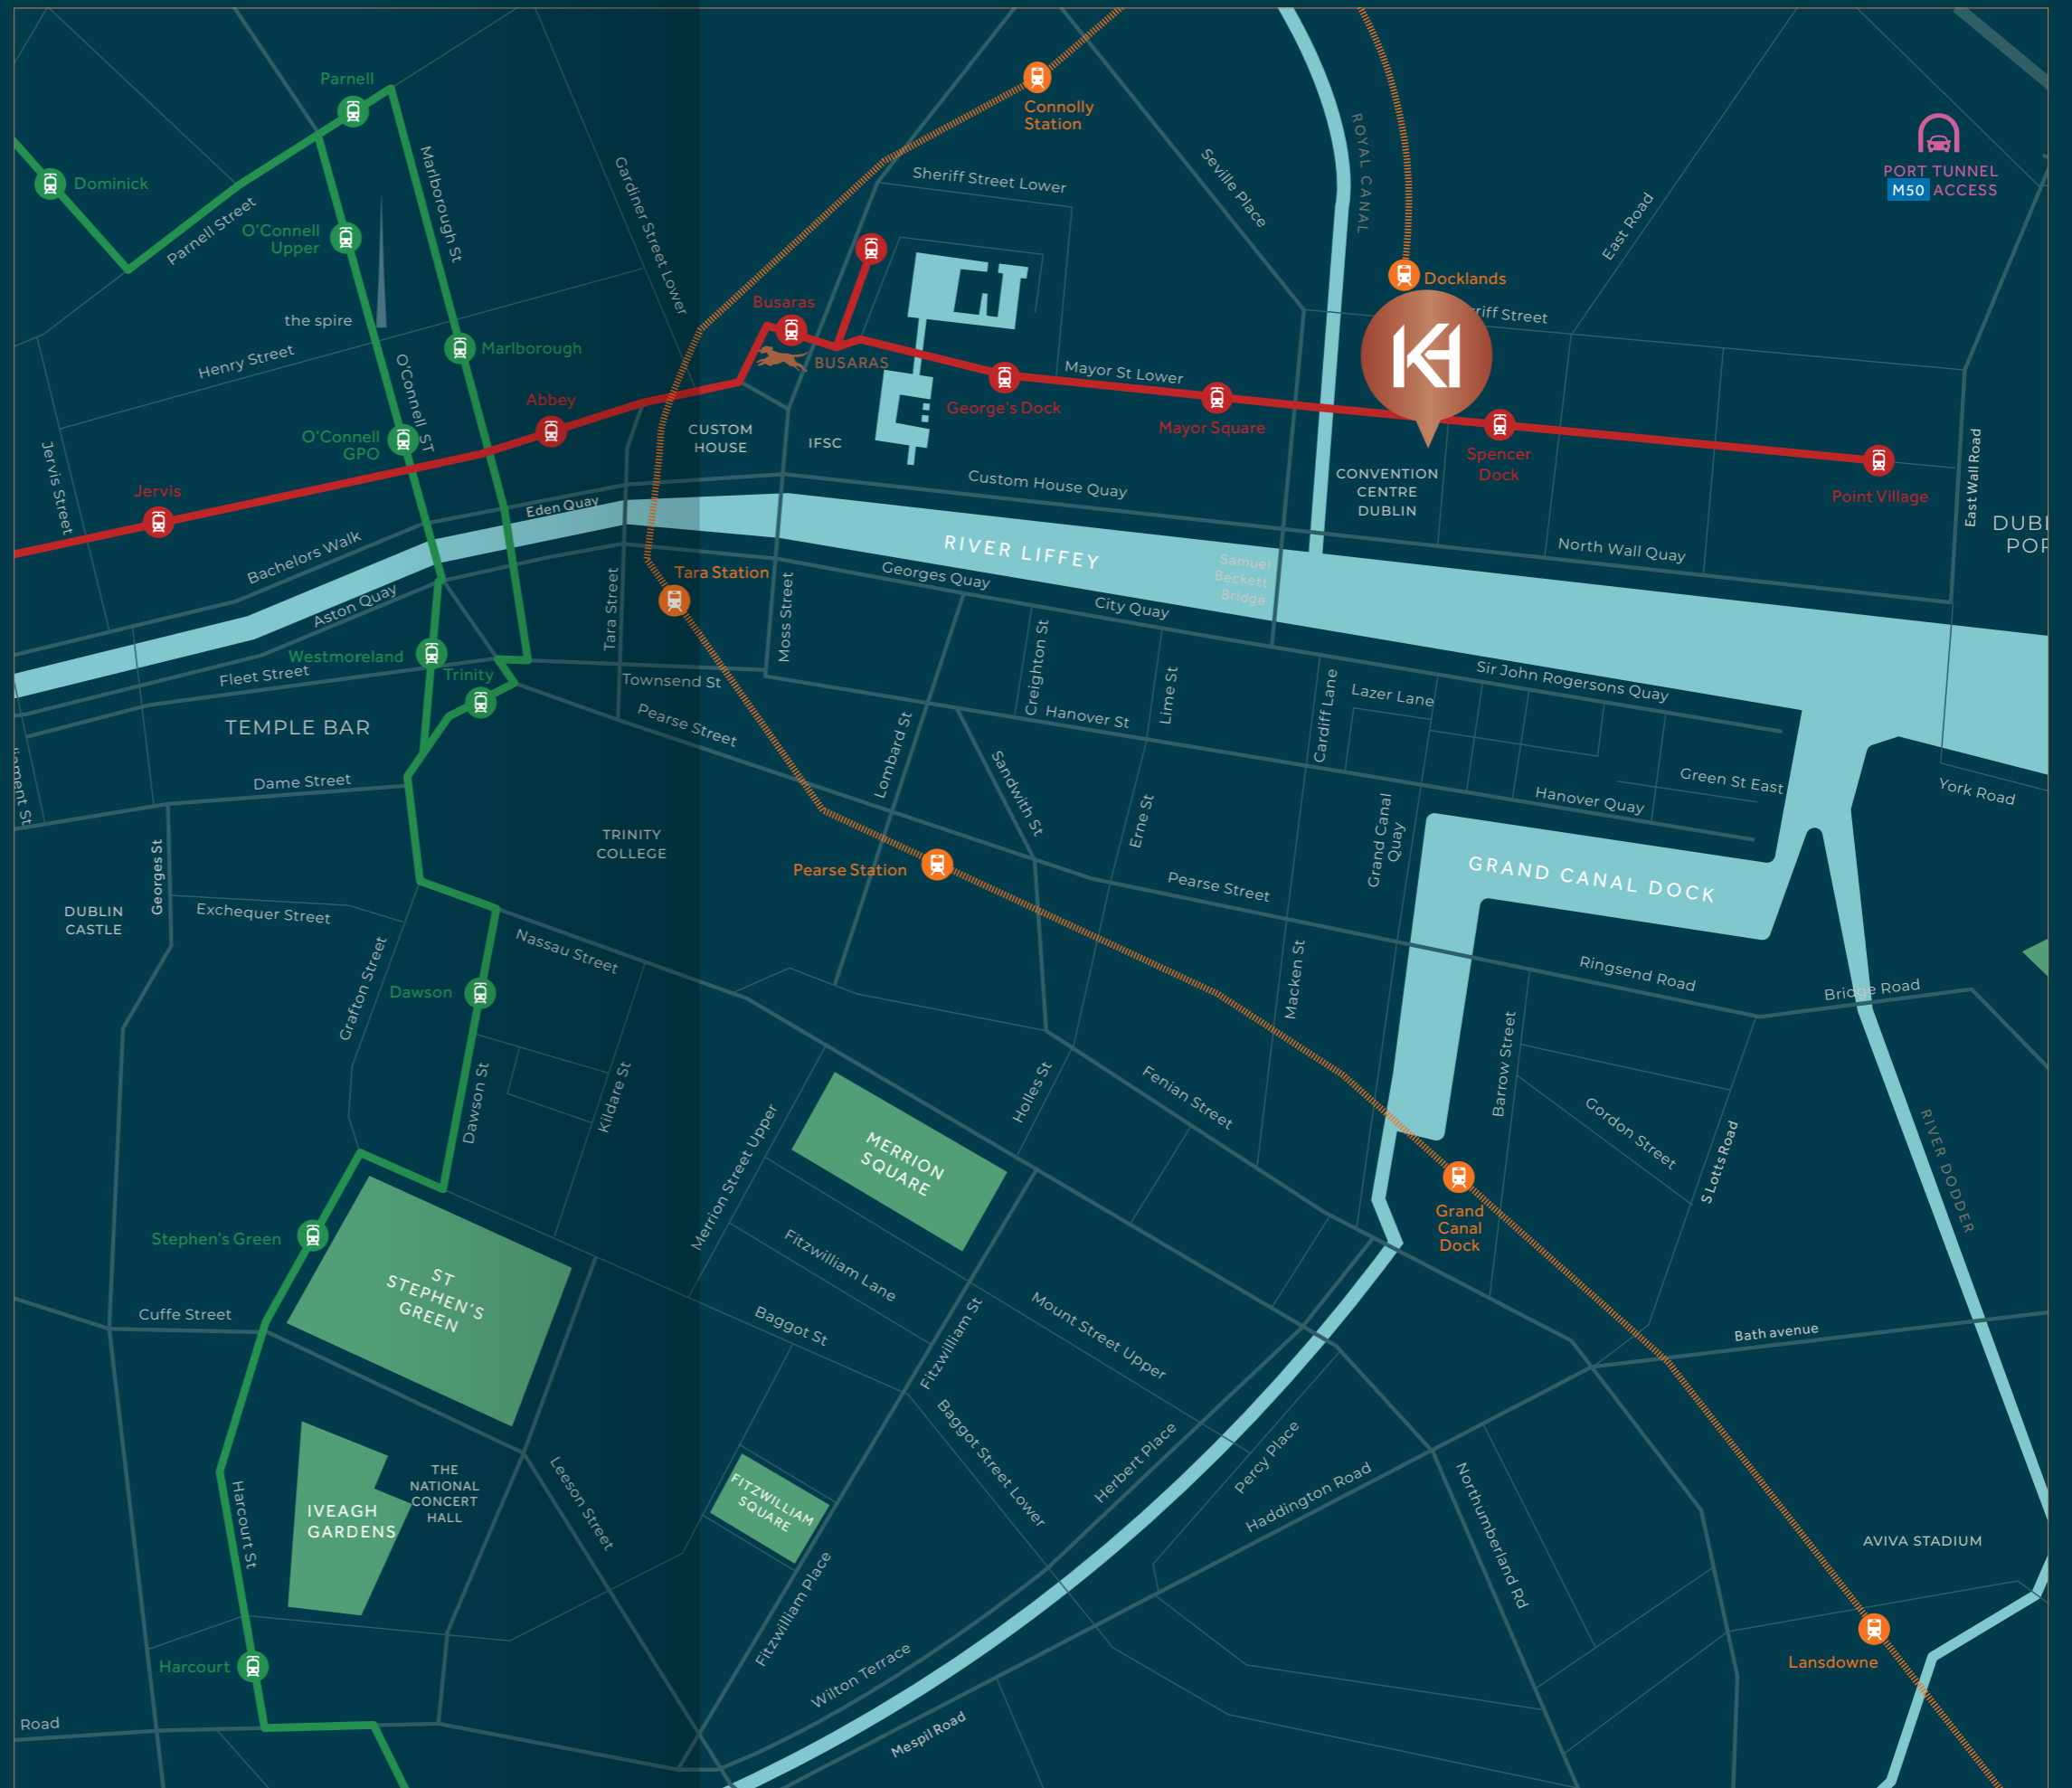 Parnell
Connolly
Station
PORT TUNNEL
M50 ACCESS
Dominick
Parnell Street
Marlborough St
Gardiner Street Lower
Sheriff Street Lower
Seville Place
ROYAL CANAL
East Road
O'Connell
Upper
Docklands
Busaras
the spire
Henry Street
O'Connell ST
Marlborough
BUSARAS
KH
Mayor St Lower
Abbey
George's Dock
Mayor Square
Spencer
Dock
Point Village
O'Connell
GPO
CUSTOM
HOUSE
IFSC
Jervis Street
Jervis
Custom House Quay
CONVENTION
CENTRE
DUBLIN
East Wall Road
Eden Quay
Bachelors Walk
RIVER LIFFEY
North Wall Quay
Tara Station
Georges Quay
Samuel
Beckett
Bridge
Aston Quay
Tara Street
Moss Street
City Quay
Westmoreland
Trinity
Fleet Street
Townsend St
Creighton St
Lime St
Cardiff Lane
Lazer Lane
Sir John Rogersons Quay
TEMPLE BAR
Pearse Street
Hanover St
Lombard St
Sandwith St
Dame Street
Green St East
York Road
Hanover Quay
Erne St
Grand Canal
Quay
TRINITY
COLLEGE
Georges St
Pearse Station
GRAND CANAL DOCK
Pearse Street
DUBLIN
CASTLE
Exchequer Street
Nassau Street
Grafton Street
Macken St
Ringsend Road
Bridge Road
Dawson
Dawson St
Kildare St
Holles St
Fenian Street
Barrow Street
Gordon Street
S Lotts Road
RIVER DODDER
Merrion Street Upper
MERRION
SQUARE
Stephen's Green
ST
STEPHEN'S
GREEN
Grand
Canal
Dock
Fitzwilliam Lane
Cuffe Street
Baggot St
Fitzwilliam St
Mount Street Upper
Bath avenue
Baggot Street Lower
Herbert Place
Percy Place
Haddington Road
Northumberland Rd
Leeson Street
THE
NATIONAL
CONCERT
HALL
IVEAGH
GARDENS
FITZWILLIAM
SQUARE
Harcourt St
AVIVA STADIUM
Fitzwilliam Place
Harcourt
Wilton Terrace
Lansdowne
Road
Mespil Road